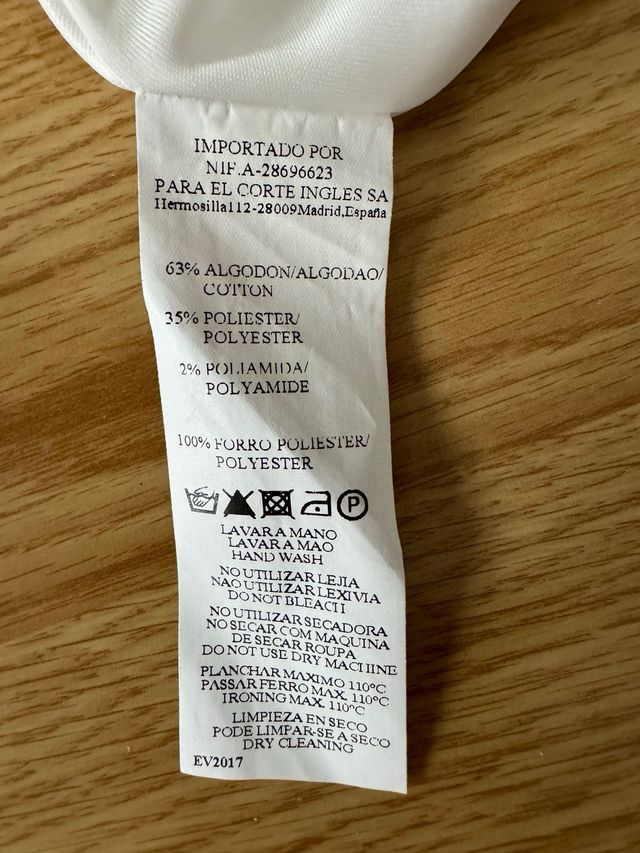 IMPORTADO POR
NIF.A-28696623
PARA EL CORTE INGLES SA
Hermosilla112-28009Madrid,España
63% ALGODON/ALGODAO/
COTTON
35% POLIESTER/
POLYESTER
2% POLIAMIDA/
POLYAMIDE
100% FORRO POLIESTER/
POLYESTER
P
LAVAR A MANO
LAVAR A MAO
HAND WASH
NO UTILIZAR LEJIA
NAO UTILIZAR LEXIVIA
DO NOT BLEACH
NO UTILIZAR SECADORA
NO SECAR COM MAQUINA
DE SECAR ROUPA
DO NOT USE DRY MACHINE
PLANCHAR MAXIMO 110°C
PASSAR FERRO MAX. 110°C
IRONING MAX. 110°C
LIMPIEZA EN SECO
PODE LIMPAR-SE A SECO
DRY CLEANING
EV2017